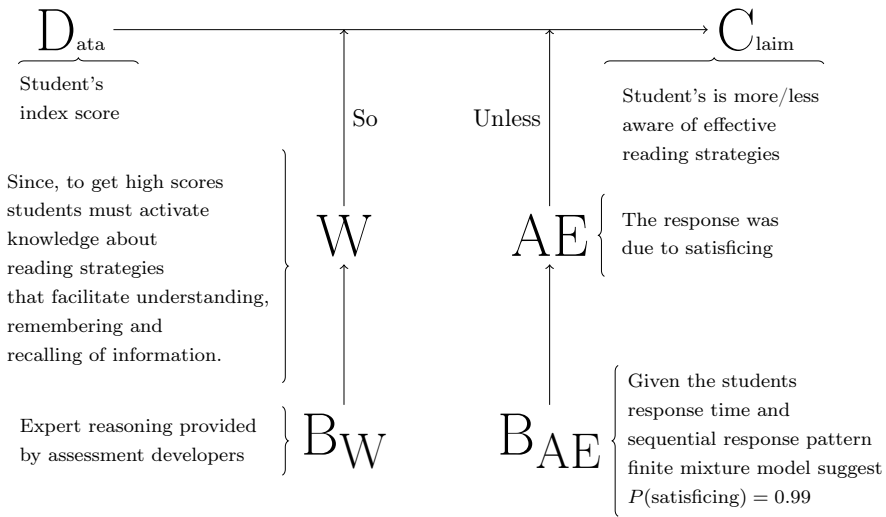 Data
Claim
Student's
index score
Student's is more/less
aware of effective
reading strategies
So
Unless
Since, to get high scores
students must activate
knowledge about
reading strategies
that facilitate understanding,
remembering and
recalling of information.
W
AE
The response was
due to satisficing
Expert reasoning provided
by assessment developers
B_W
B_AE
Given the students
response time and
sequential response pattern
finite mixture model suggest
P(satisficing) = 0.99